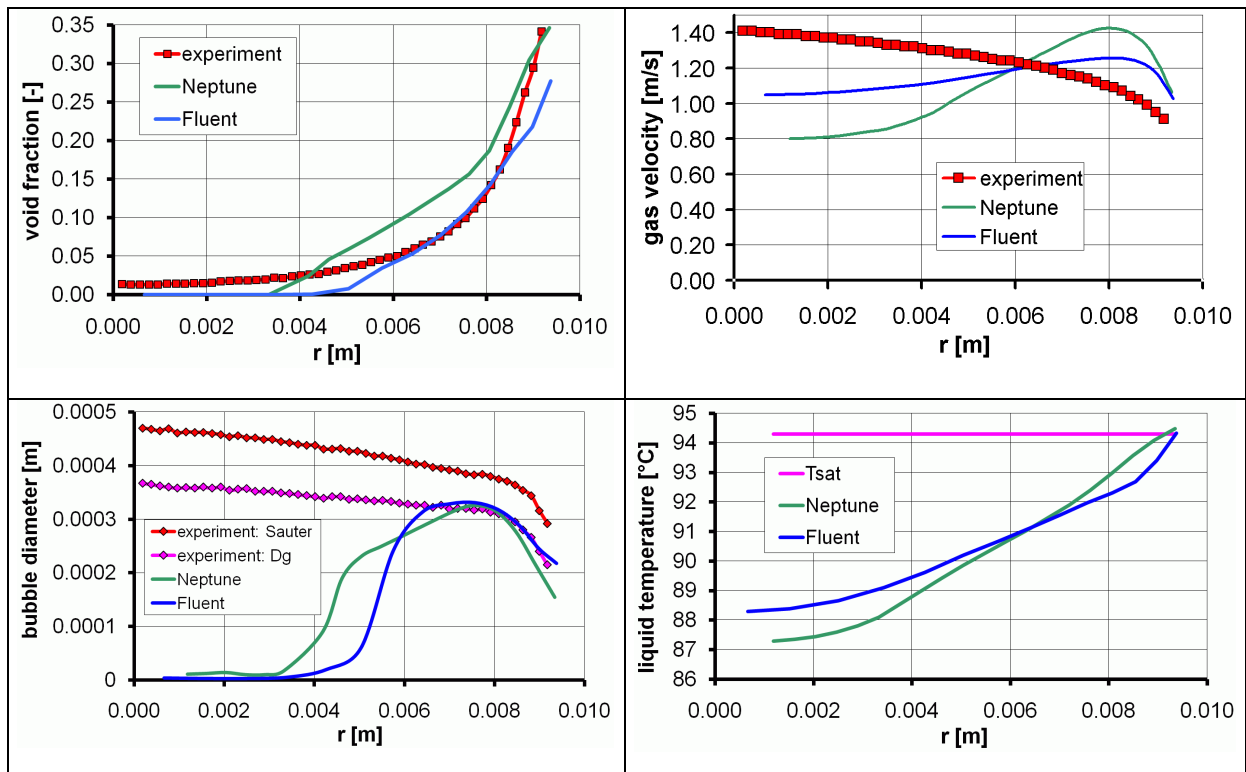 0.35
0.30
0.25
0.20
0.15
0.10
0.05
0.00
void fraction [-]
experiment
Neptune
Fluent
0.000 0.002 0.004 0.006 0.008 0.010
r [m]
1.40
1.20
1.00
0.80
0.60
0.40
0.20
0.00
gas velocity [m/s]
experiment
Neptune
Fluent
0.000 0.002 0.004 0.006 0.008 0.010
r [m]
0.0005
0.0004
0.0003
0.0002
0.0001
0
bubble diameter [m]
experiment: Sauter
experiment: Dg
Neptune
Fluent
0.000 0.002 0.004 0.006 0.008 0.010
r [m]
95
94
93
92
91
90
89
88
87
86
liquid temperature [°C]
Tsat
Neptune
Fluent
0.000 0.002 0.004 0.006 0.008 0.010
r [m]